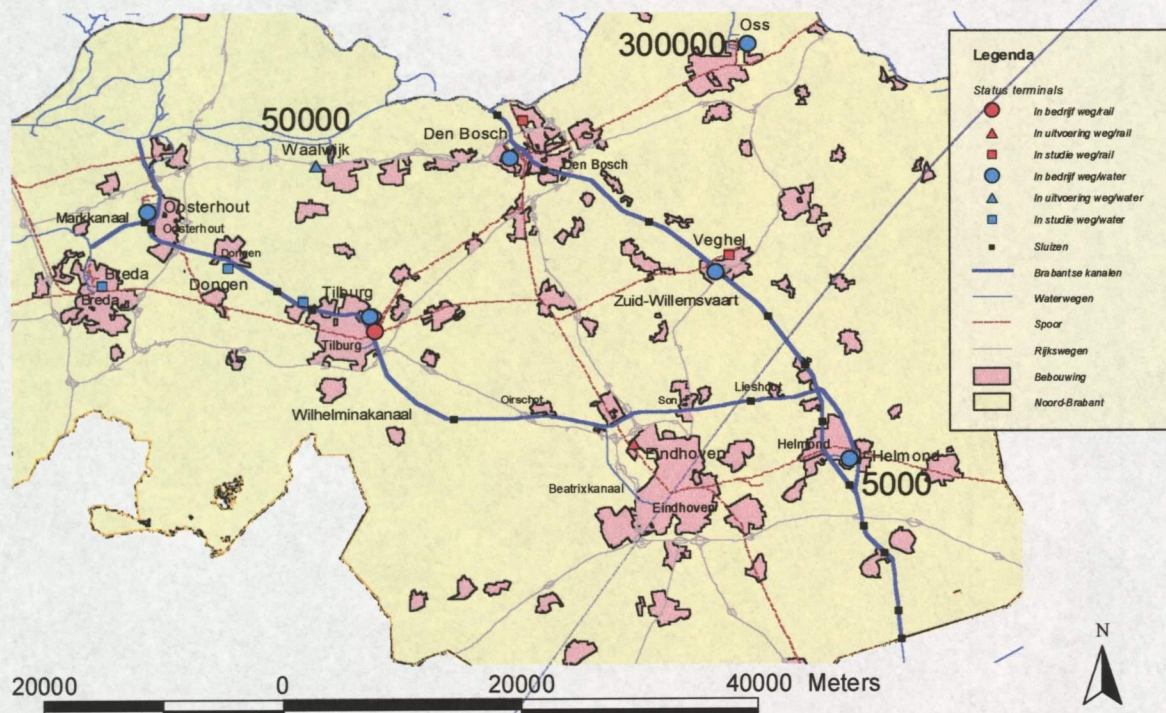 Oss
300000
50000
Waalwijk
Den Bosch
Den Bosch
Oosterhout
Markkanaal
Oosterhout
Veghel
Dongen
Breda
Dongen
Breda
Tilburg
Zuid-Willemsvaart
Tilburg
Lieshout
Oirschot
Son
Wilhelminakanaal
Helmond
Eindhoven
Helmond
Beatrixkanaal
5000
Eindhoven
Legenda
Status terminals
In bedrijf weg/rail
In uitvoering weg/rail
In studie weg/rail
In bedrijf weg/water
In uitvoering weg/water
In studie weg/water
Sluizen
Brabantse kanalen
Waterwegen
Spoor
Rijkswegen
Bebouwing
Noord-Brabant
N
20000 0 20000 40000 Meters